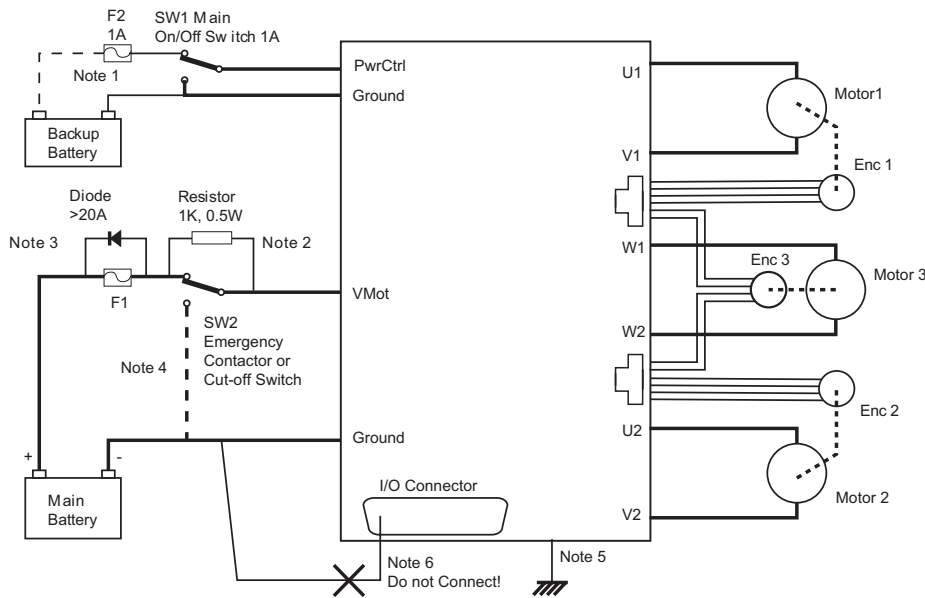 F2
1A
SW1 Main
On/Off Switch 1A
Note 1
Backup
Battery
PwrCtrl
Ground
U1
Motor1
V1
Enc 1
Diode
>20A
Resistor
1K, 0.5W
Note 3
Note 2
F1
VMot
SW2
Emergency
Contactor or
Cut-off Switch
Note 4
W1
Enc 3
Motor 3
W2
Enc 2
+
-
Main
Battery
Ground
U2
Motor 2
V2
I/O Connector
Note 5
Note 6
Do not Connect!